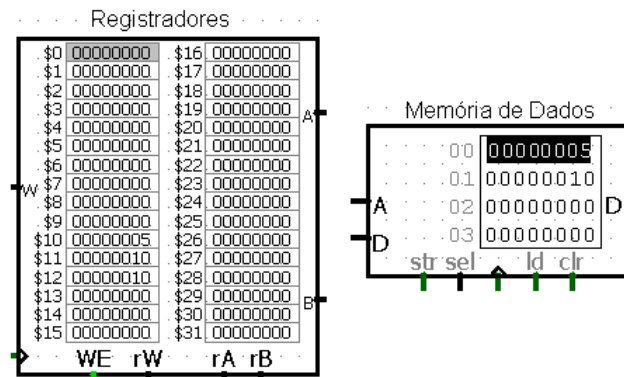 Registradores
$0 00000000 $16 00000000
$1 00000000 $17 00000000
$2 00000000 $18 00000000
$3 00000000 $19 00000000
$4 00000000 $20 00000000
$5 00000000 $21 00000000
$6 00000000 $22 00000000
$7 00000000 $23 00000000
$8 00000000 $24 00000000
$9 00000000 $25 00000000
$10 00000005 $26 00000000
$11 00000010 $27 00000000
$12 00000010 $28 00000000
$13 00000000 $29 00000000
$14 00000000 $30 00000000
$15 00000000 $31 00000000
W
A
B
WE rW rA rB
Memória de Dados
00 00000005
01 00000010
02 00000000
03 00000000
A
D
D
str sel ld clr